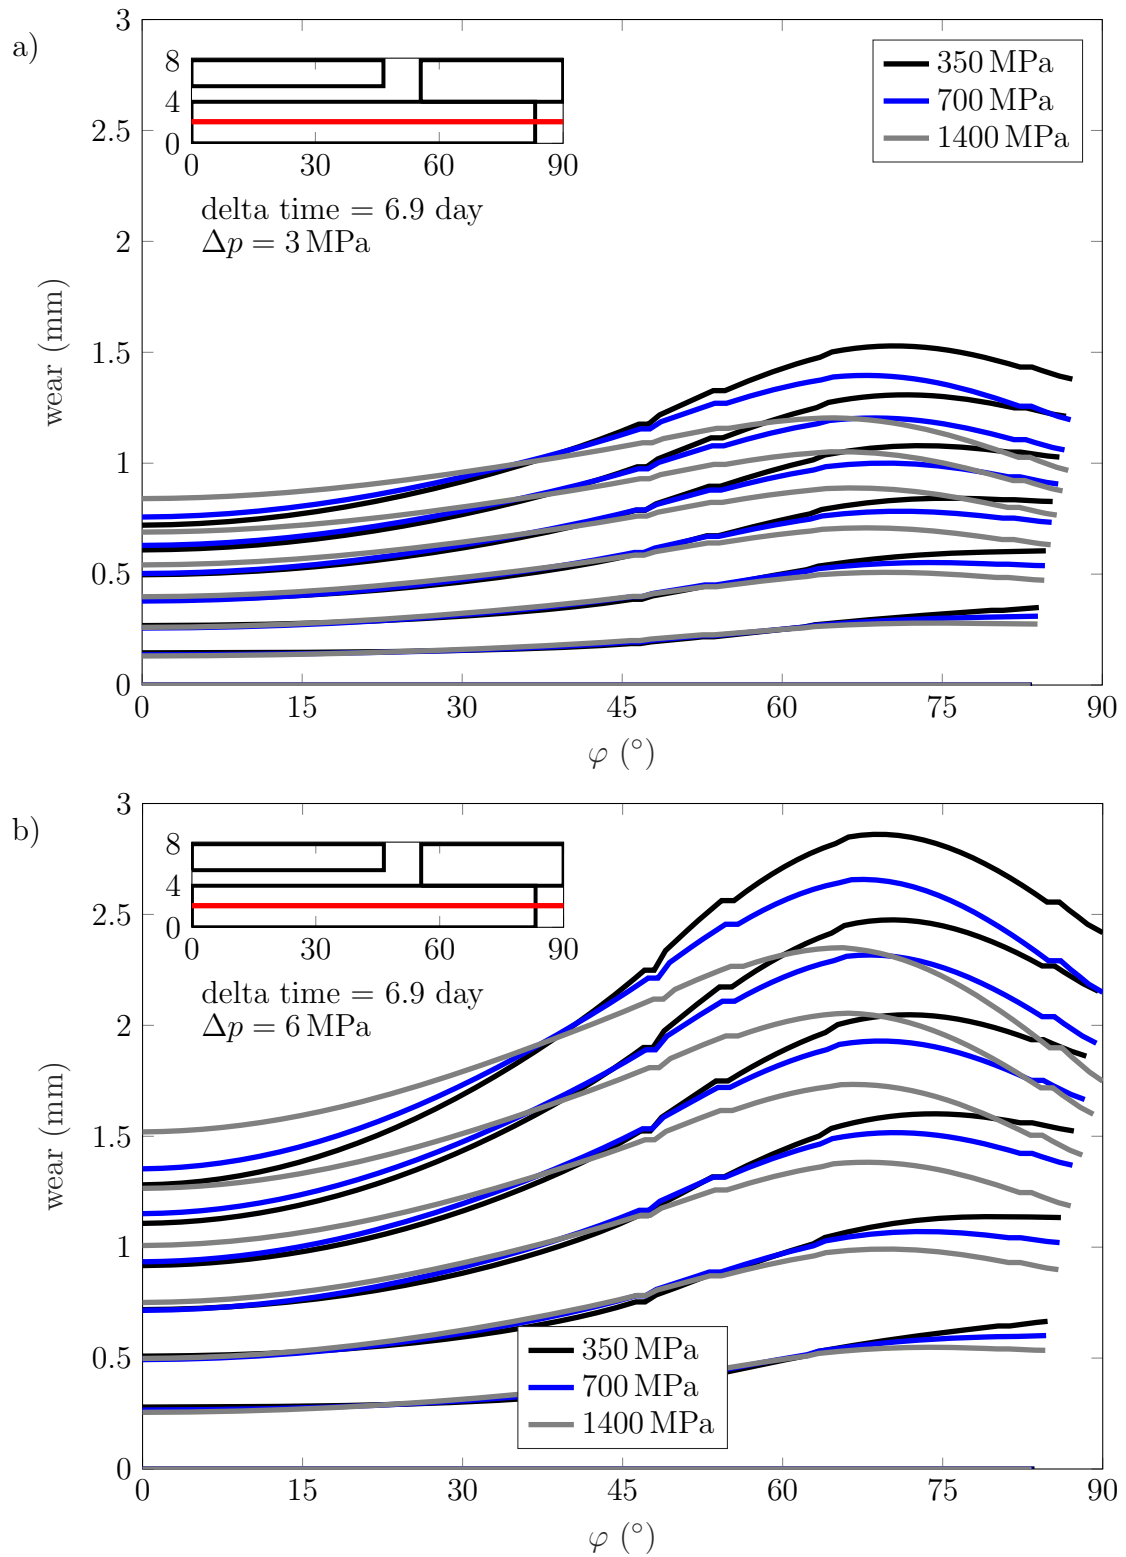 a)
3
2.5
2
1.5
1
0.5
0
wear (mm)
8
4
0
0 30 60 90
delta time = 6.9 day
Δp = 3 MPa
350 MPa
700 MPa
1400 MPa
0 15 30 45 60 75 90
φ (°)
b)
3
2.5
2
1.5
1
0.5
0
wear (mm)
8
4
0
0 30 60 90
delta time = 6.9 day
Δp = 6 MPa
350 MPa
700 MPa
1400 MPa
0 15 30 45 60 75 90
φ (°)